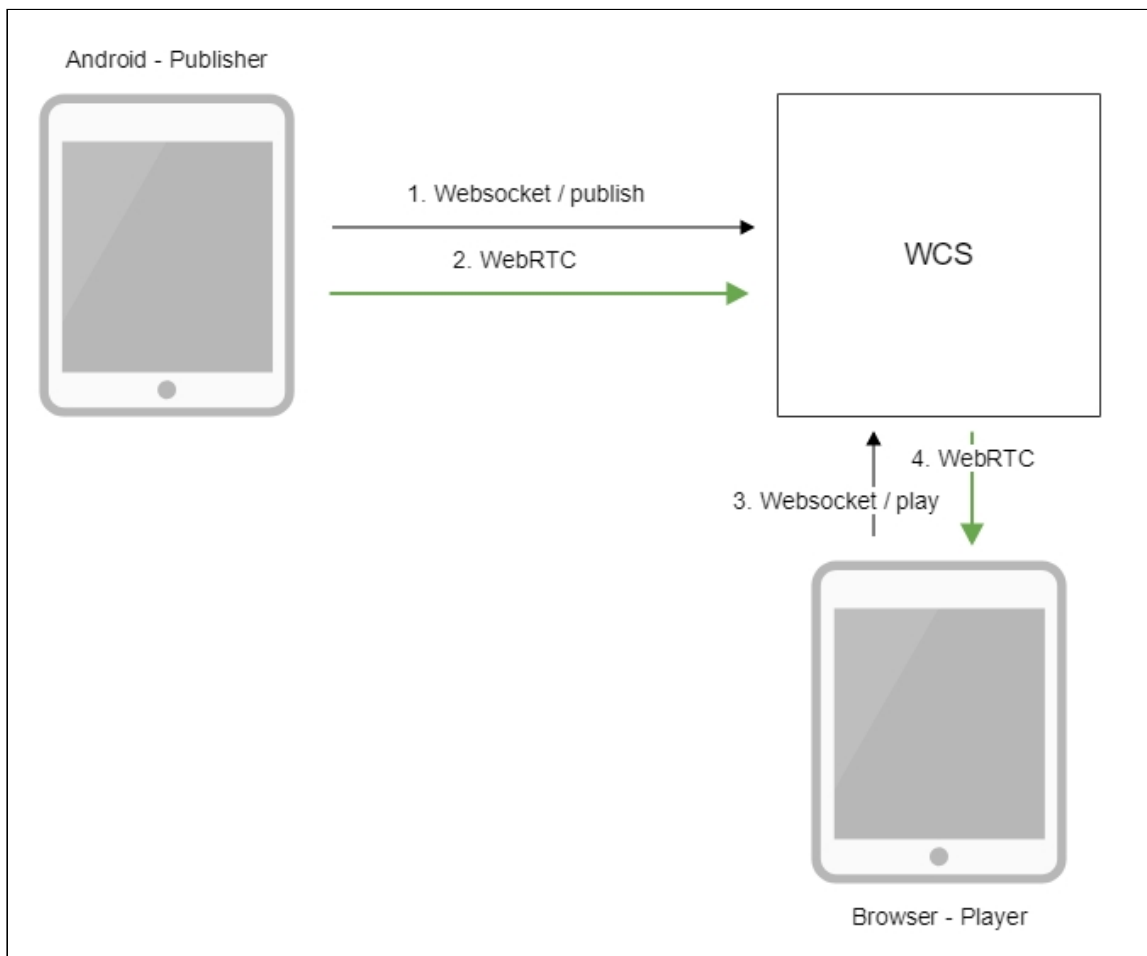 Android - Publisher
1. Websocket / publish
2. WebRTC
WCS
4. WebRTC
3. Websocket / play
Browser - Player